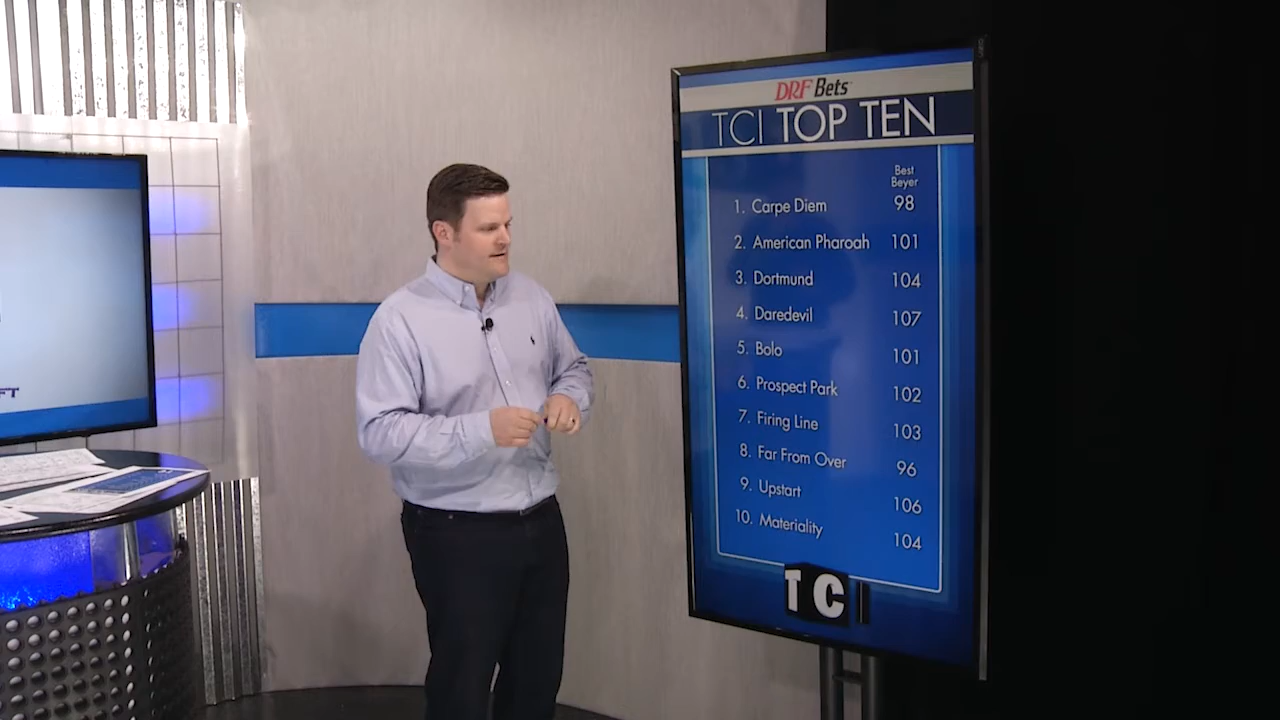 DRF Bets
TCI TOP TEN
Best
Beyer
1. Carpe Diem 98
2. American Pharoah 101
3. Dortmund 104
4. Daredevil 107
5. Bolo 101
6. Prospect Park 102
7. Firing Line 103
8. Far From Over 96
9. Upstart 106
10. Materiality 104
TCI
FT